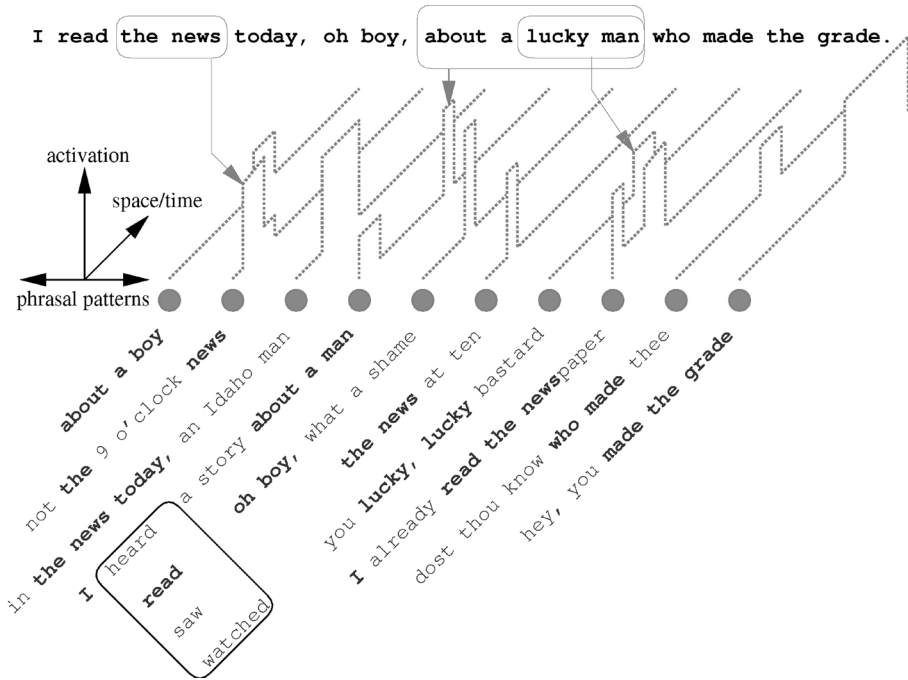 I read the news today, oh boy, about a lucky man who made the grade.
activation
space/time
phrasal patterns
about a boy
not the 9 o'clock news
in the news today, an Idaho man
I heard a story about a man
read
saw
watched
oh boy, what a shame
the news at ten
you lucky, lucky bastard
I already read the newspaper
dost thou know who made thee
hey, you made the grade